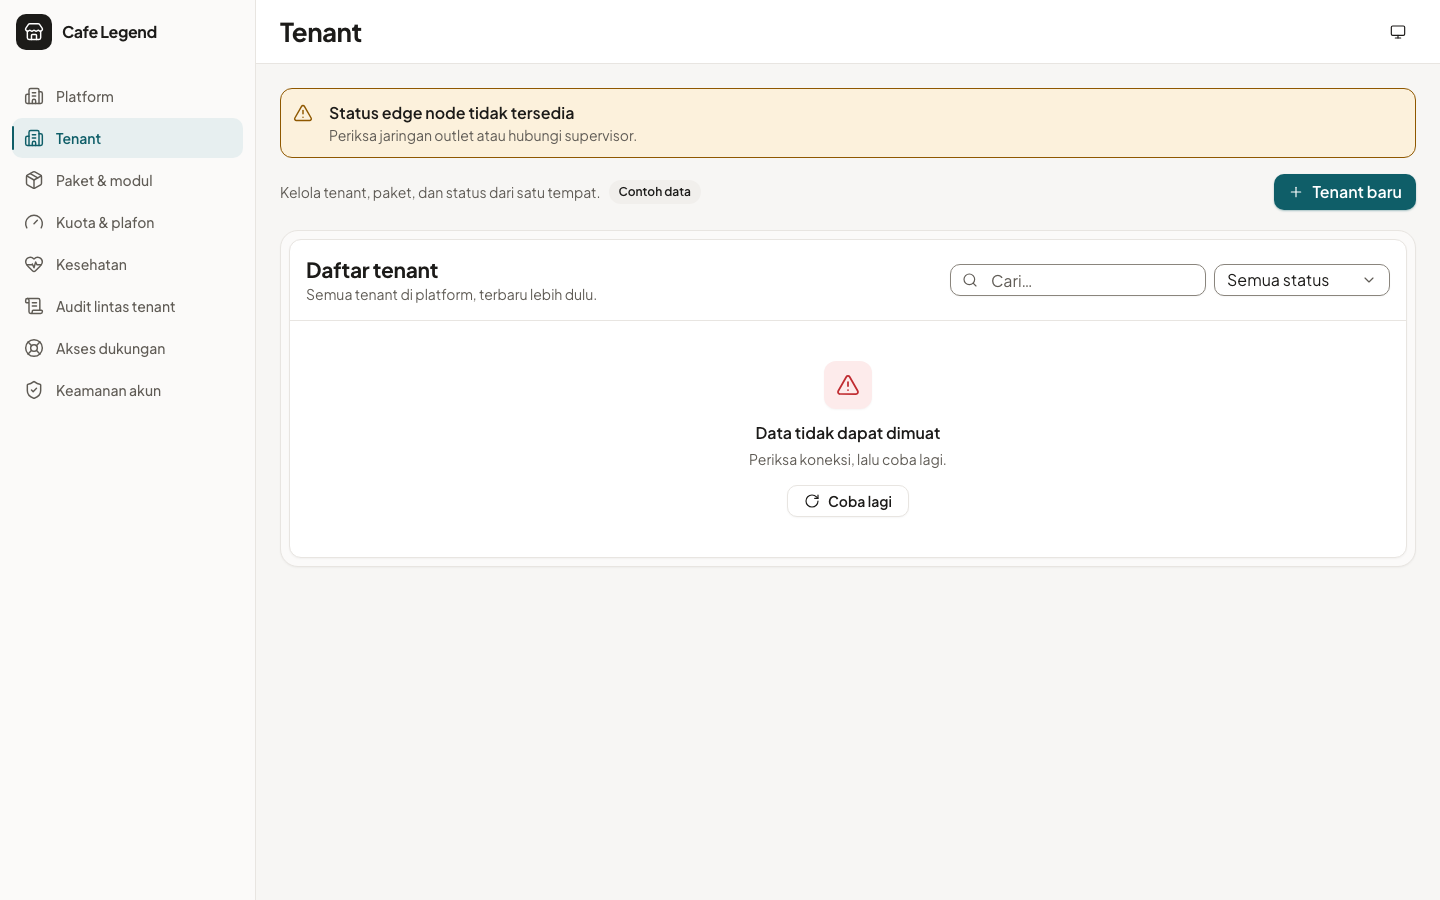 Cafe Legend
Platform
Tenant
Paket & modul
Kuota & plafon
Kesehatan
Audit lintas tenant
Akses dukungan
Keamanan akun
Tenant
Status edge node tidak tersedia
Periksa jaringan outlet atau hubungi supervisor.
Kelola tenant, paket, dan status dari satu tempat.
Contoh data
Tenant baru
Daftar tenant
Semua tenant di platform, terbaru lebih dulu.
Cari…
Semua status
Data tidak dapat dimuat
Periksa koneksi, lalu coba lagi.
Coba lagi